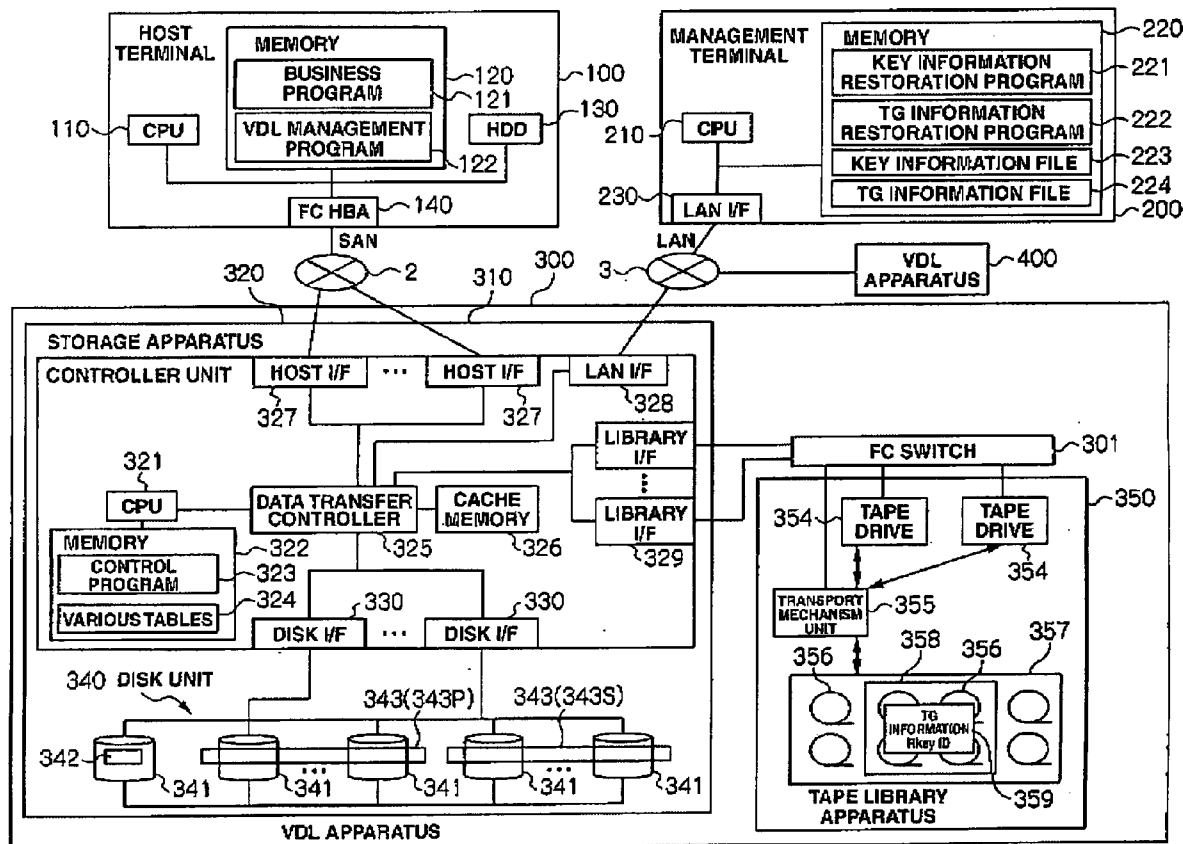 HOST
TERMINAL
MEMORY
BUSINESS
PROGRAM
VDL MANAGEMENT
PROGRAM
CPU
HDD
FC HBA
110
120
121
122
130
100
140
MANAGEMENT
TERMINAL
MEMORY
KEY INFORMATION
RESTORATION PROGRAM
TG INFORMATION
RESTORATION PROGRAM
KEY INFORMATION FILE
TG INFORMATION FILE
CPU
LAN I/F
210
230
220
221
222
223
224
200
SAN
2
LAN
3
VDL
APPARATUS
400
320
310
300
STORAGE APPARATUS
CONTROLLER UNIT
HOST I/F
...
HOST I/F
LAN I/F
327
327
328
LIBRARY
I/F
LIBRARY
I/F
329
FC SWITCH
301
321
CPU
DATA TRANSFER
CONTROLLER
325
CACHE
MEMORY
326
MEMORY
322
CONTROL
PROGRAM
323
VARIOUS TABLES
324
330
330
DISK I/F
...
DISK I/F
350
TAPE
DRIVE
TAPE
DRIVE
354
354
TRANSPORT
MECHANISM
UNIT
355
356
358
356
357
TG
INFORMATION
Rkey ID
359
TAPE LIBRARY
APPARATUS
340
DISK UNIT
343(343P)
343(343S)
342
341
341
...
341
341
...
341
VDL APPARATUS